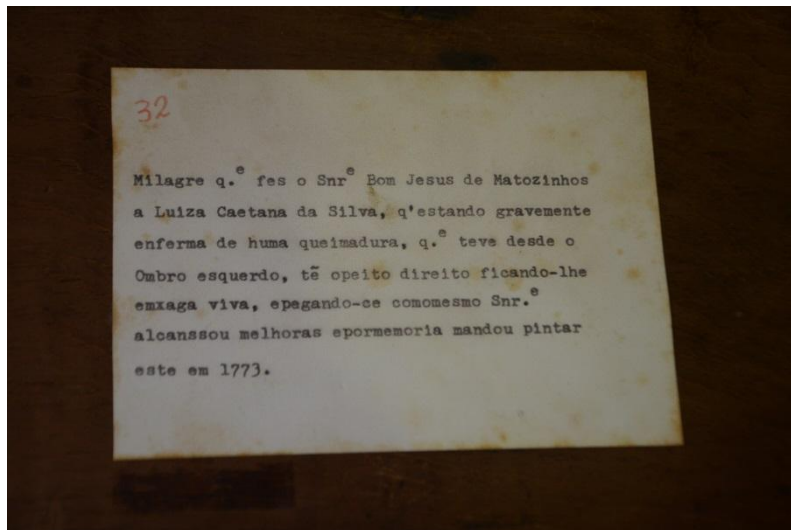 32
Milagre q.e fes o Snre Bom Jesus de Matozinhos
a Luiza Caetana da Silva, q'estando gravemente
enferma de huma queimadura, q.e teve desde o
Ombro esquerdo, tẽ opeito direito ficando-lhe
emxaga viva, epegando-ce comomesmo Snr.e
alcanssou melhoras epormemoria mandou pintar
este em 1773.